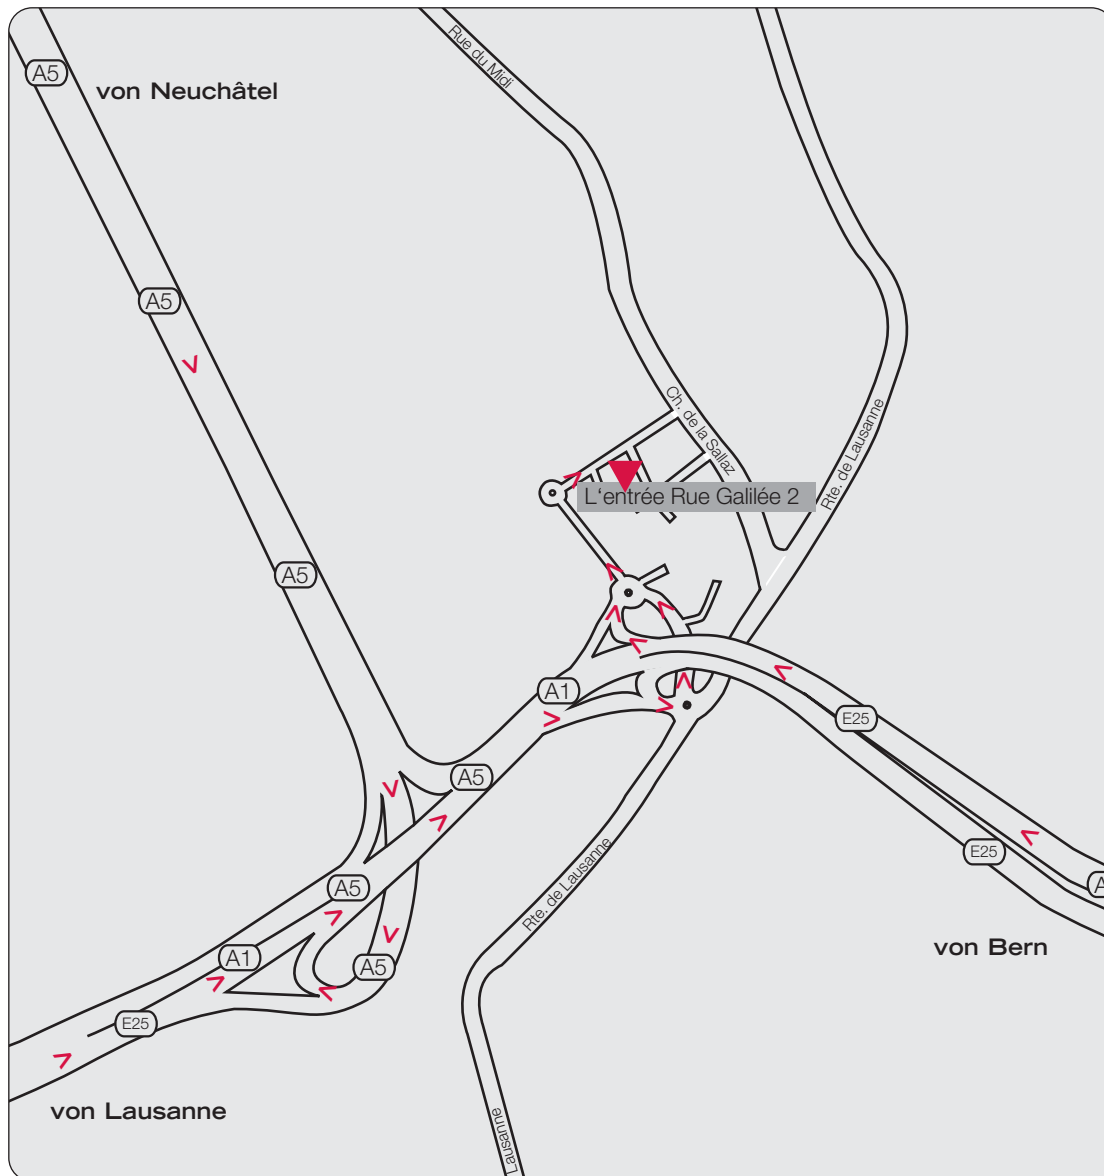 Rue du Midi
A5
von Neuchâtel
A5
Ch. de la Sallaz
Rte. de Lausanne
L'entrée Rue Galilée 2
A5
A1
E25
A5
E25
A5
A
Rte. de Lausanne
von Bern
A1
A5
E25
von Lausanne
Lausanne